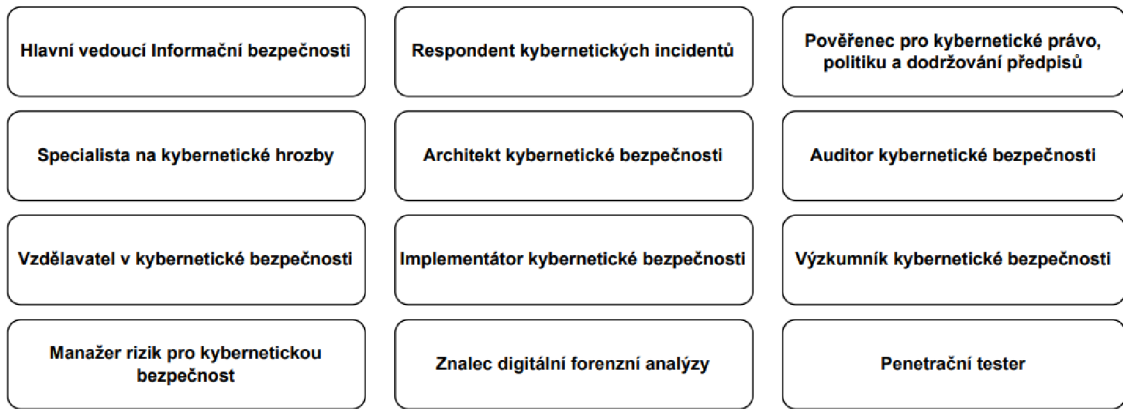 Hlavní vedoucí Informační bezpečnosti
Respondent kybernetických incidentů
Pověřenec pro kybernetické právo,
politiku a dodržování předpisů
Specialista na kybernetické hrozby
Architekt kybernetické bezpečnosti
Auditor kybernetické bezpečnosti
Vzdělavatel v kybernetické bezpečnosti
Implementátor kybernetické bezpečnosti
Výzkumník kybernetické bezpečnosti
Manažer rizik pro kybernetickou
bezpečnost
Znalec digitální forenzní analýzy
Penetrační tester